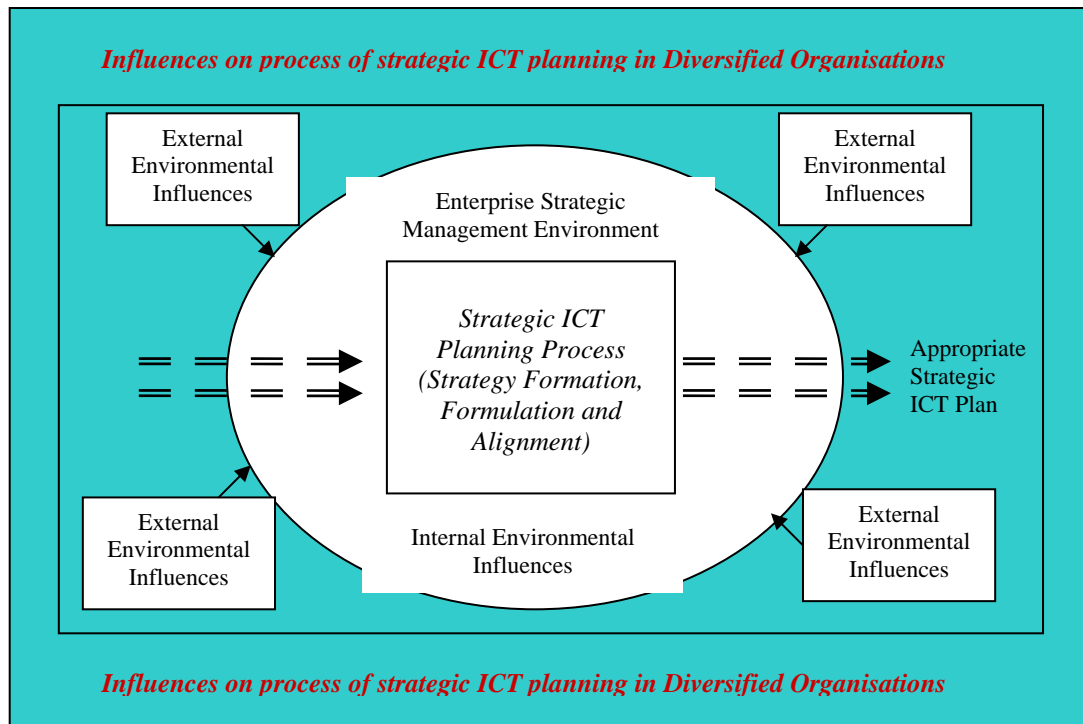 Influences on process of strategic ICT planning in Diversified Organisations
External
Environmental
Influences
External
Environmental
Influences
Enterprise Strategic
Management Environment
Strategic ICT
Planning Process
(Strategy Formation,
Formulation and
Alignment)
Appropriate
Strategic
ICT Plan
External
Environmental
Influences
Internal Environmental
Influences
External
Environmental
Influences
Influences on process of strategic ICT planning in Diversified Organisations